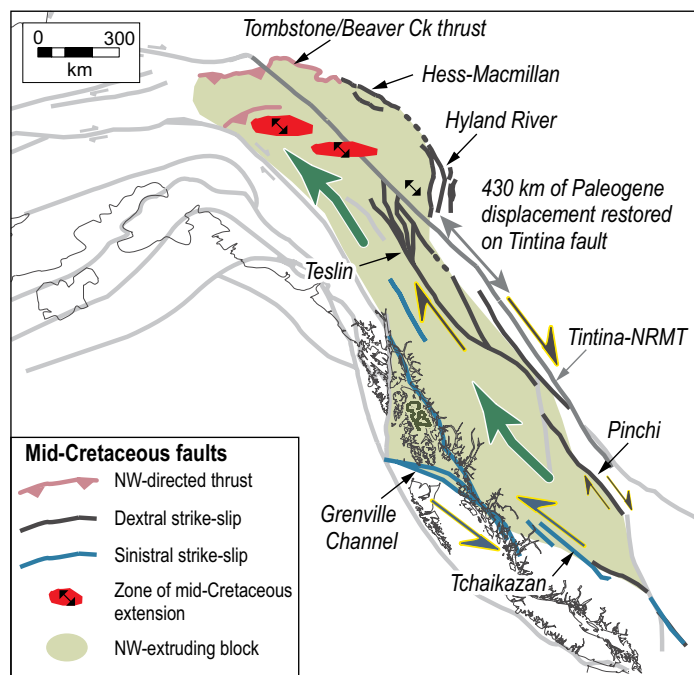 0 300
km
Tombstone/Beaver Ck thrust
Hess-Macmillan
Hyland River
430 km of Paleogene
displacement restored
on Tintina fault
Teslin
Tintina-NRMT
Pinchi
CSZ
Grenville
Channel
Tchaikazan
Mid-Cretaceous faults
NW-directed thrust
Dextral strike-slip
Sinistral strike-slip
Zone of mid-Cretaceous
extension
NW-extruding block